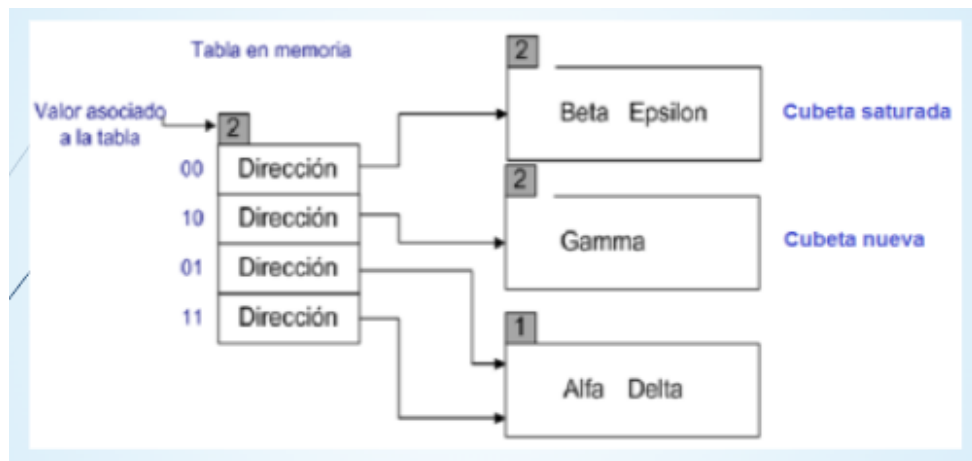 Tabla en memoria
Valor asociado
a la tabla
2
00 Dirección
10 Dirección
01 Dirección
11 Dirección
2
Beta Epsilon
Cubeta saturada
2
Gamma
Cubeta nueva
1
Alfa Delta